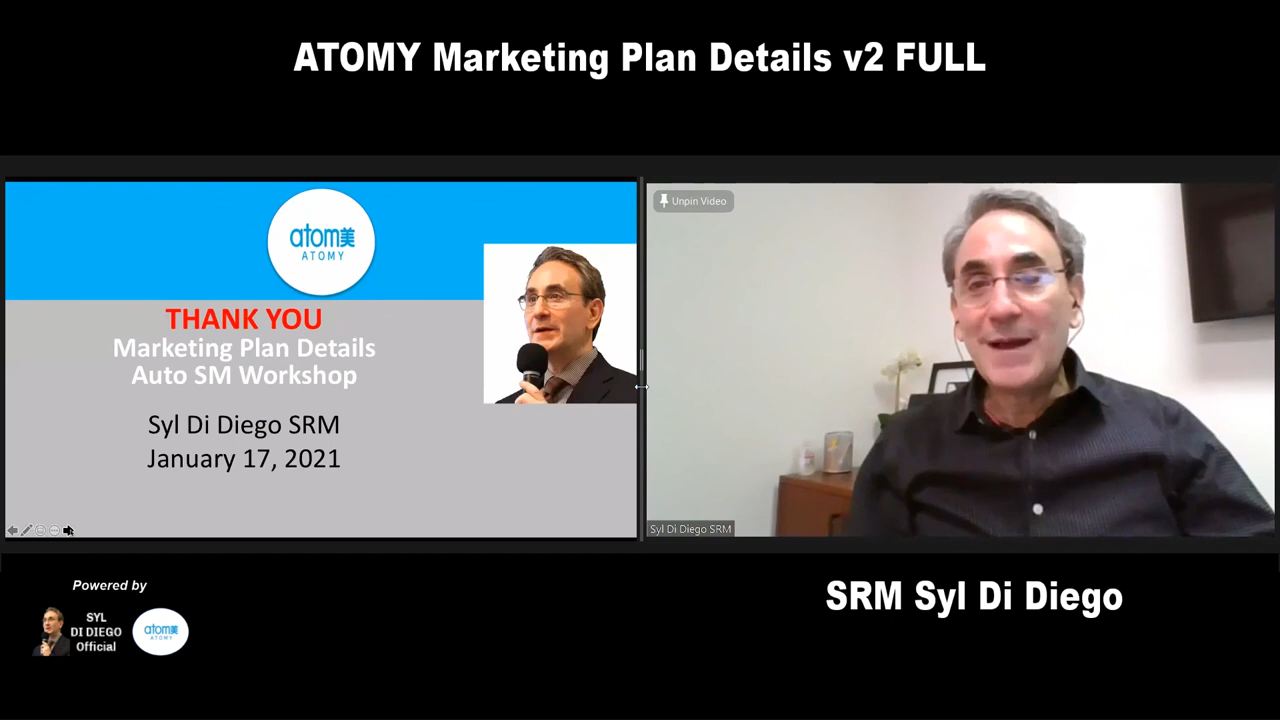 ATOMY Marketing Plan Details v2 FULL
atom美
ATOMY
THANK YOU
Marketing Plan Details
Auto SM Workshop
Syl Di Diego SRM
January 17, 2021
Unpin Video
Syl Di Diego SRM
Powered by
SYL
DI DIEGO
Official
atom美
ATOMY
SRM Syl Di Diego